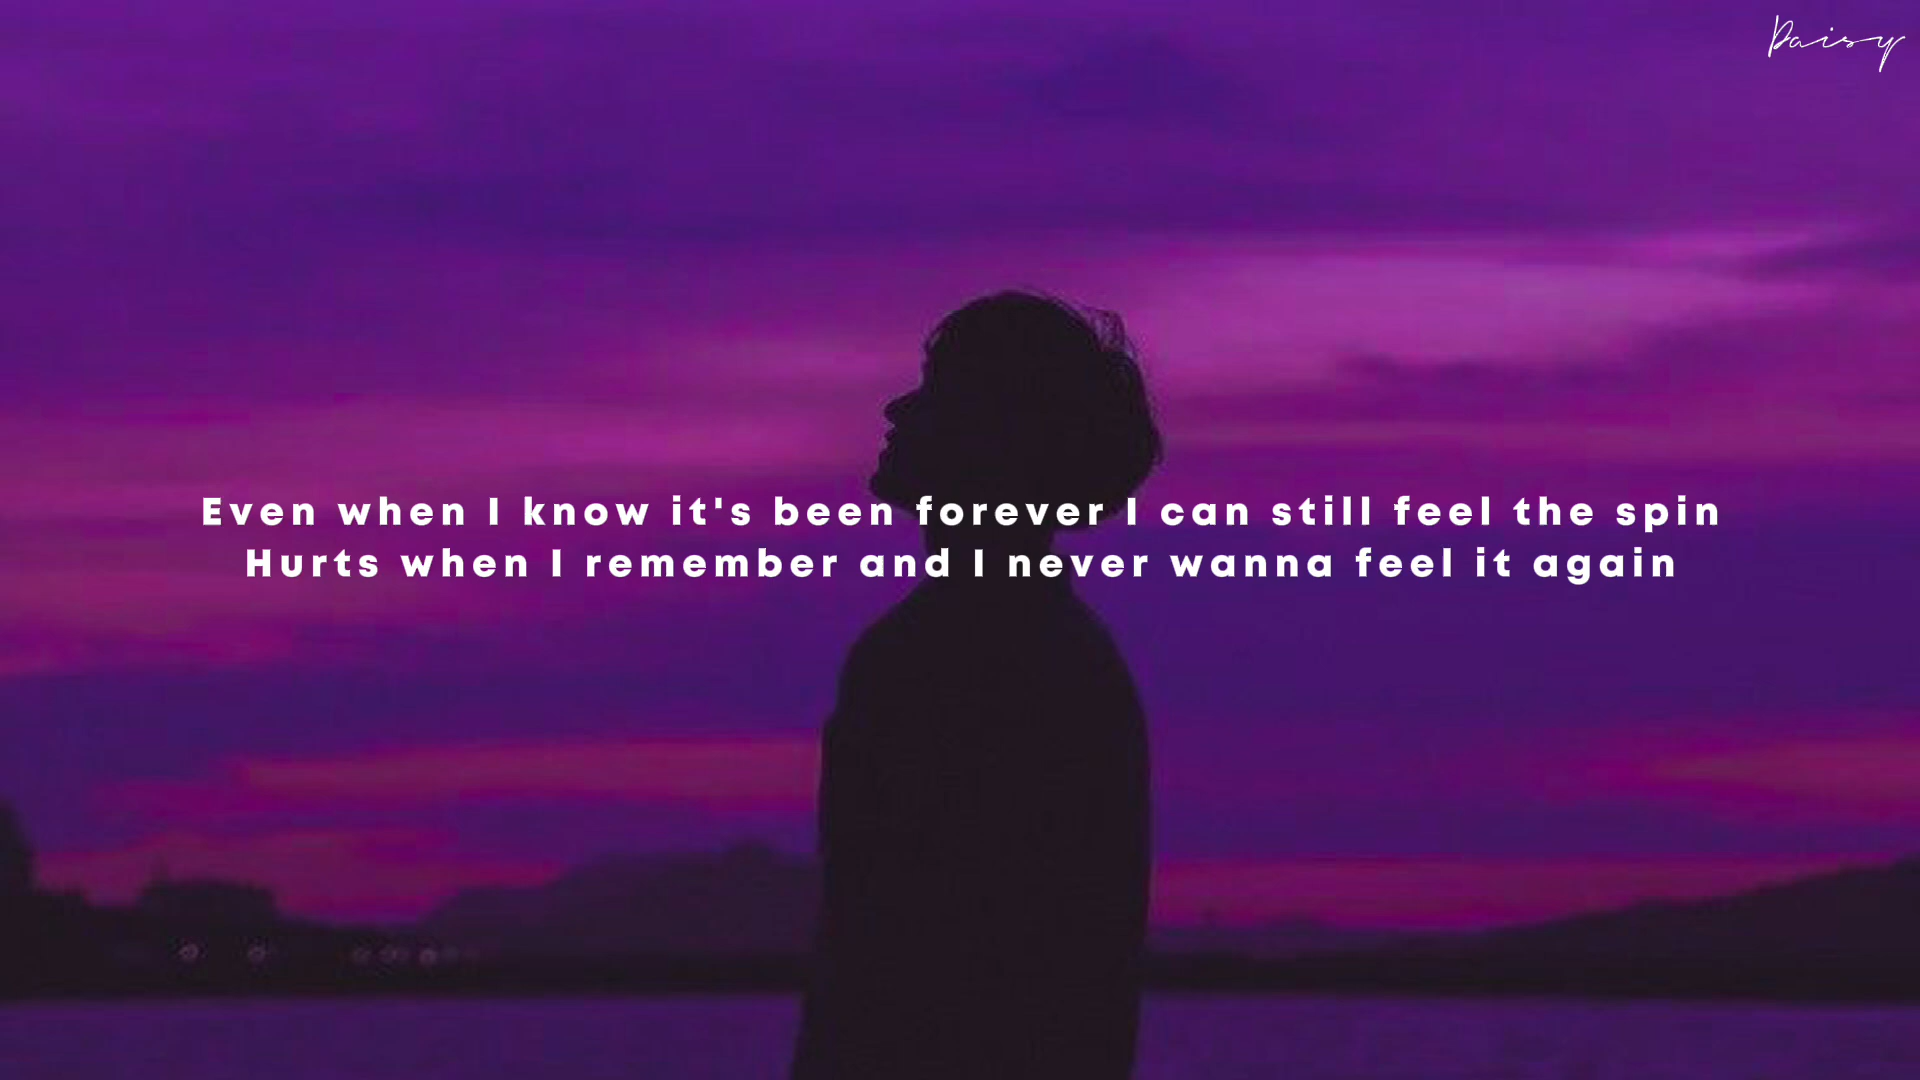 Daisy
Even when I know it's been forever I can still feel the spin
Hurts when I remember and I never wanna feel it again